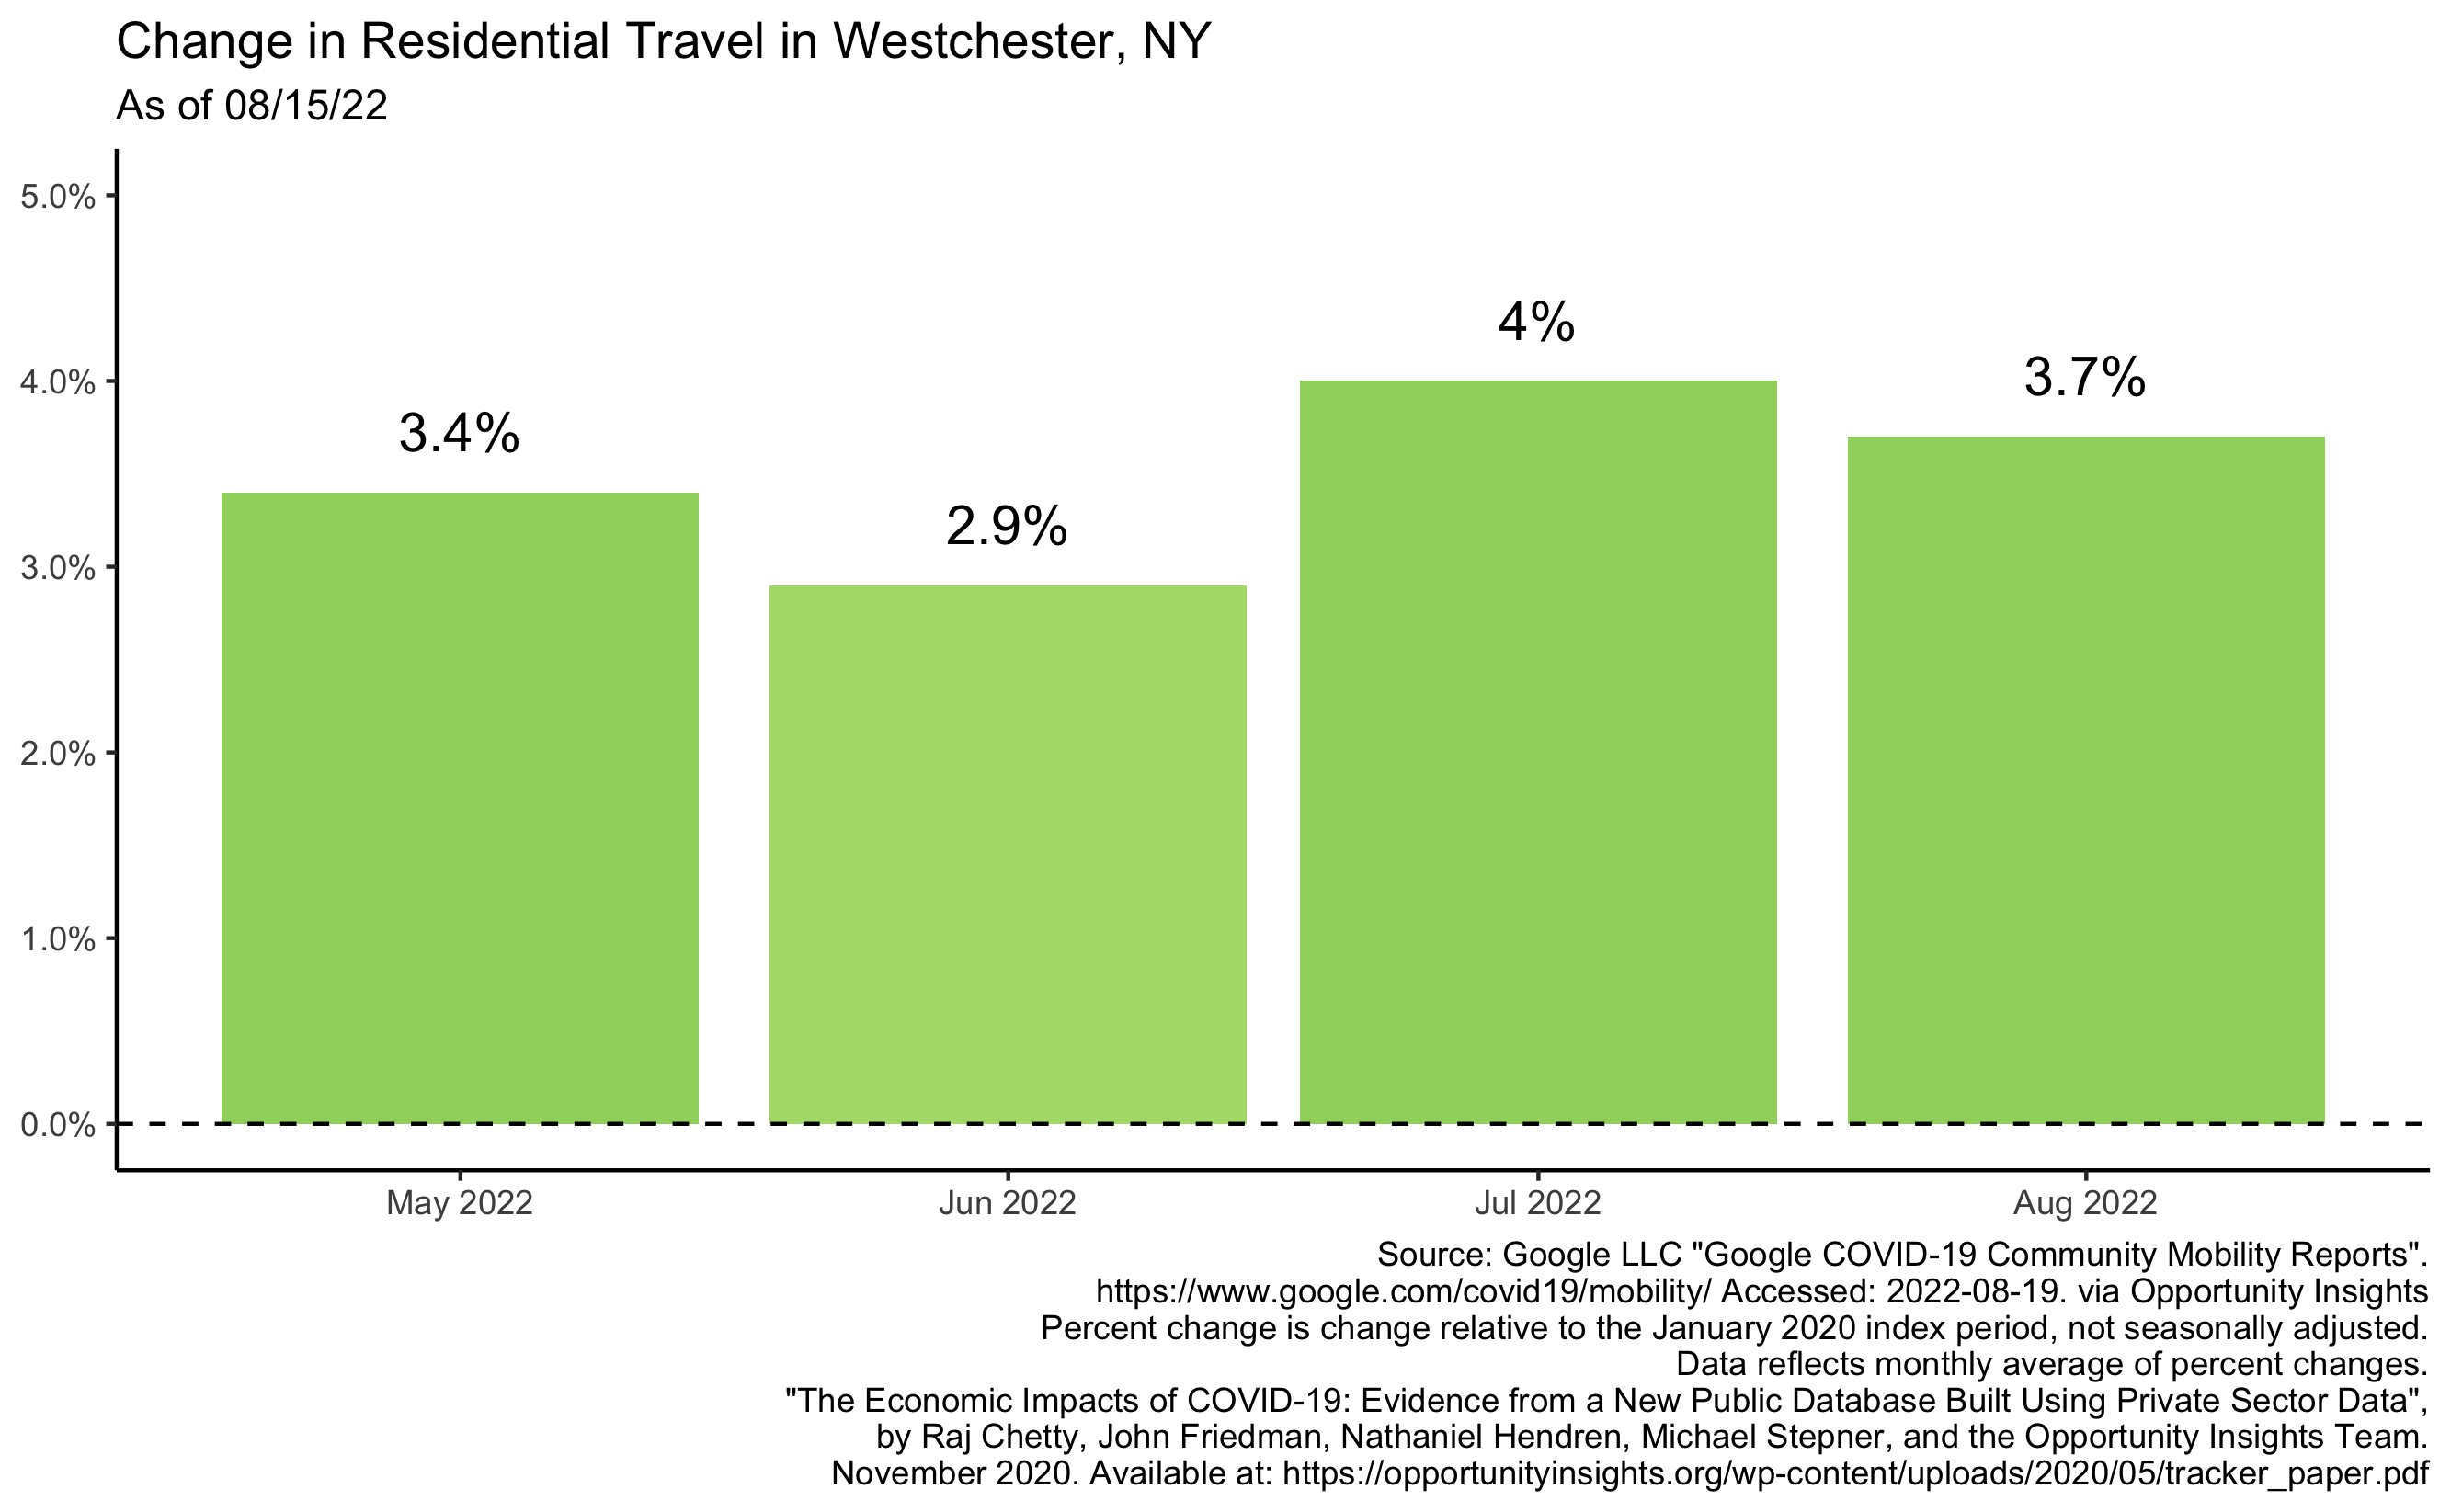 Change in Residential Travel in Westchester, NY
As of 08/15/22
5.0%
4.0%
3.0%
2.0%
1.0%
0.0%
3.4%
2.9%
4%
3.7%
May 2022
Jun 2022
Jul 2022
Aug 2022
Source: Google LLC "Google COVID-19 Community Mobility Reports".
https://www.google.com/covid19/mobility/ Accessed: 2022-08-19. via Opportunity Insights
Percent change is change relative to the January 2020 index period, not seasonally adjusted.
Data reflects monthly average of percent changes.
"The Economic Impacts of COVID-19: Evidence from a New Public Database Built Using Private Sector Data",
by Raj Chetty, John Friedman, Nathaniel Hendren, Michael Stepner, and the Opportunity Insights Team.
November 2020. Available at: https://opportunityinsights.org/wp-content/uploads/2020/05/tracker_paper.pdf